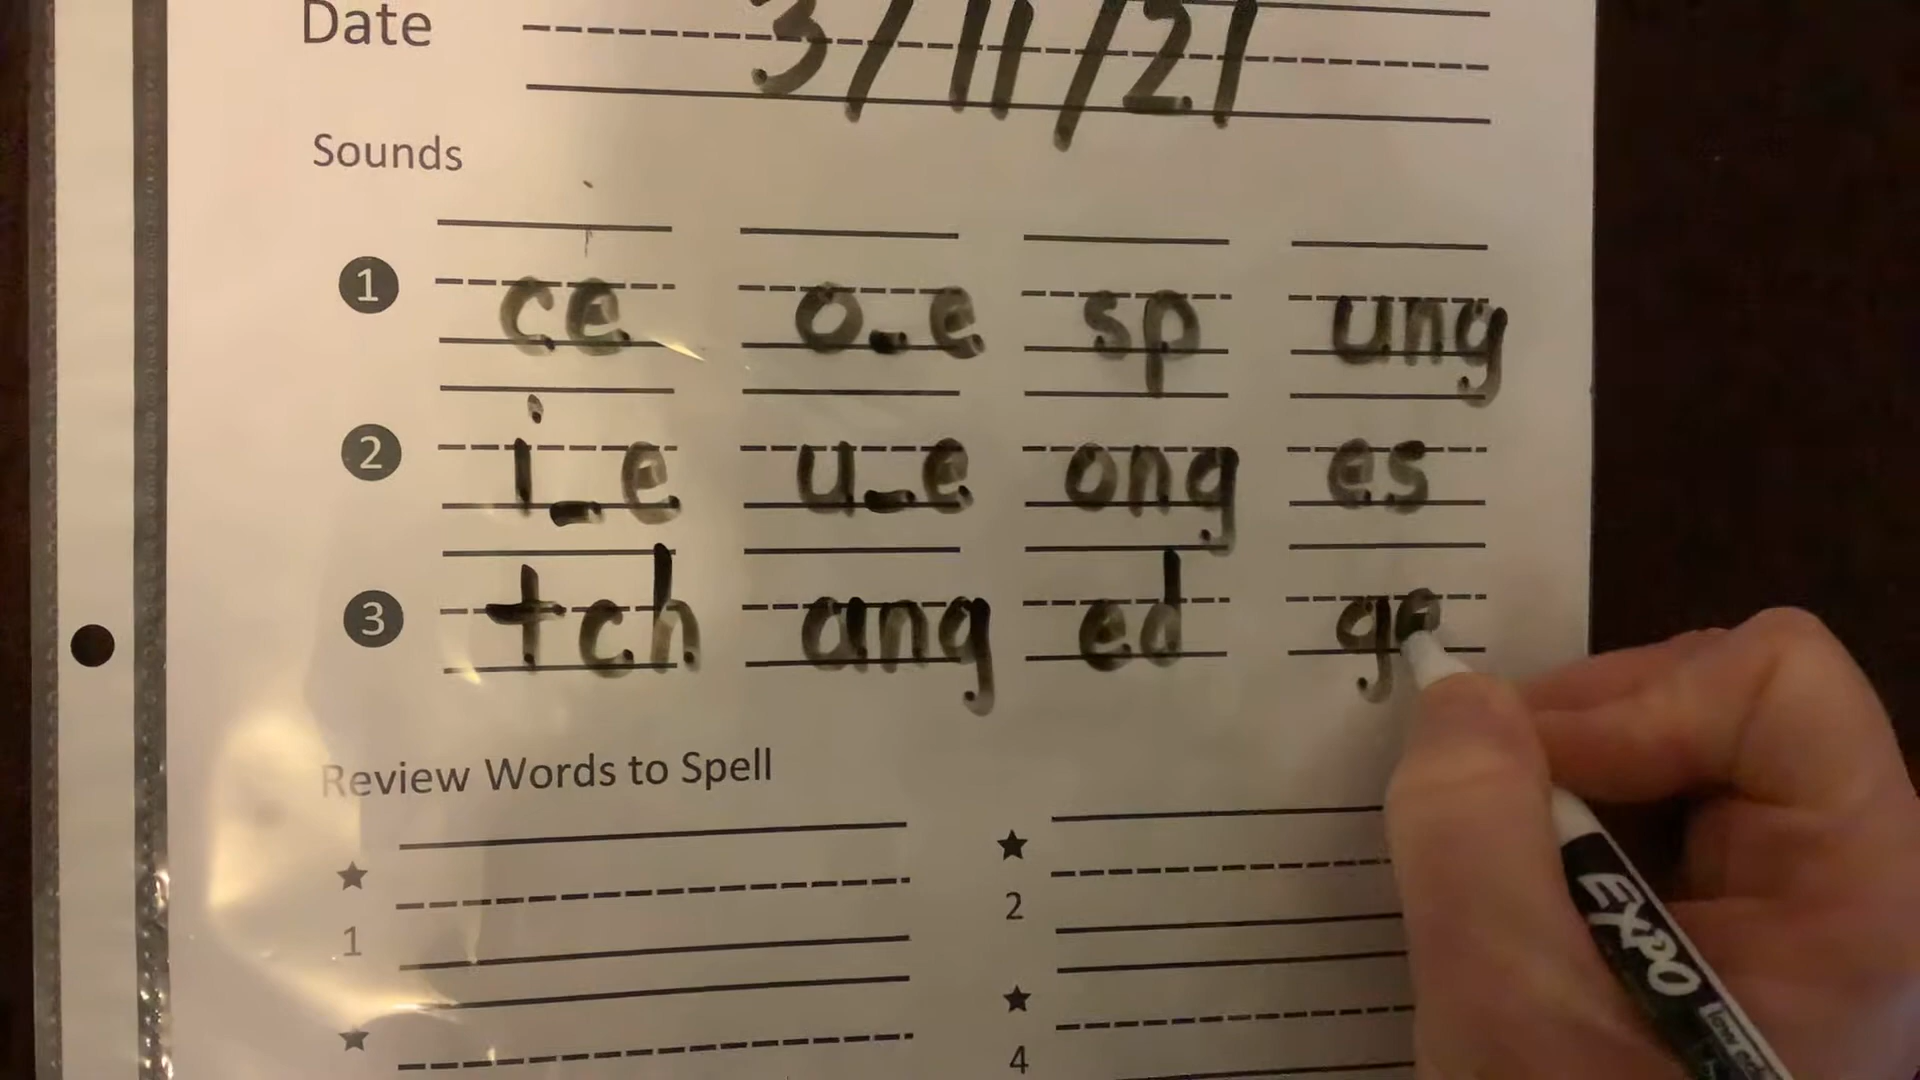 Date 3/11/21
Sounds
1 ce o_e sp ung
2 i_e u_e ong es
3 tch ang ed ge
Review Words to Spell
★ 1 ★ 2
★ ★ 4
EXPO